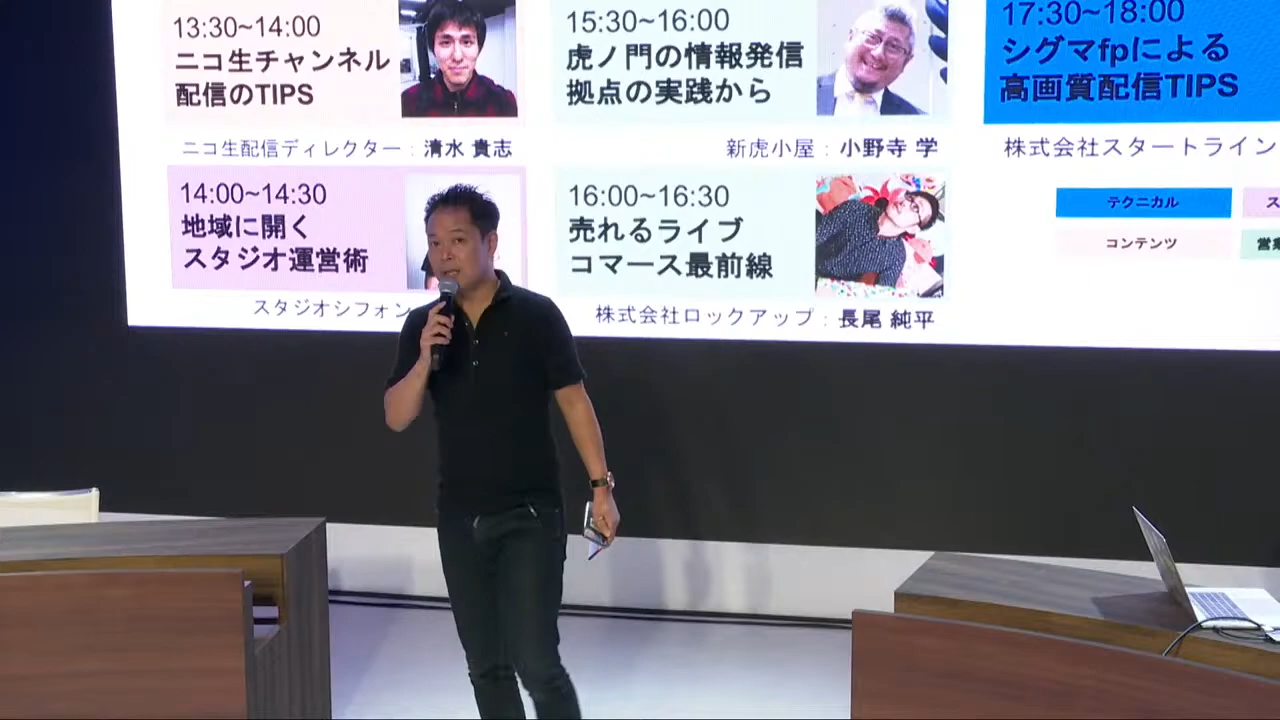 13:30~14:00
ニコ生チャンネル
配信のTIPS
ニコ生配信ディレクター：清水 貴志
14:00~14:30
地域に開く
スタジオ運営術
スタジオシフォン
15:30~16:00
虎ノ門の情報発信
拠点の実践から
新虎小屋：小野寺 学
16:00~16:30
売れるライブ
コマース最前線
株式会社ロックアップ：長尾 純平
17:30~18:00
シグマfpによる
高画質配信TIPS
株式会社スタートライン
テクニカル
ス
コンテンツ
営業